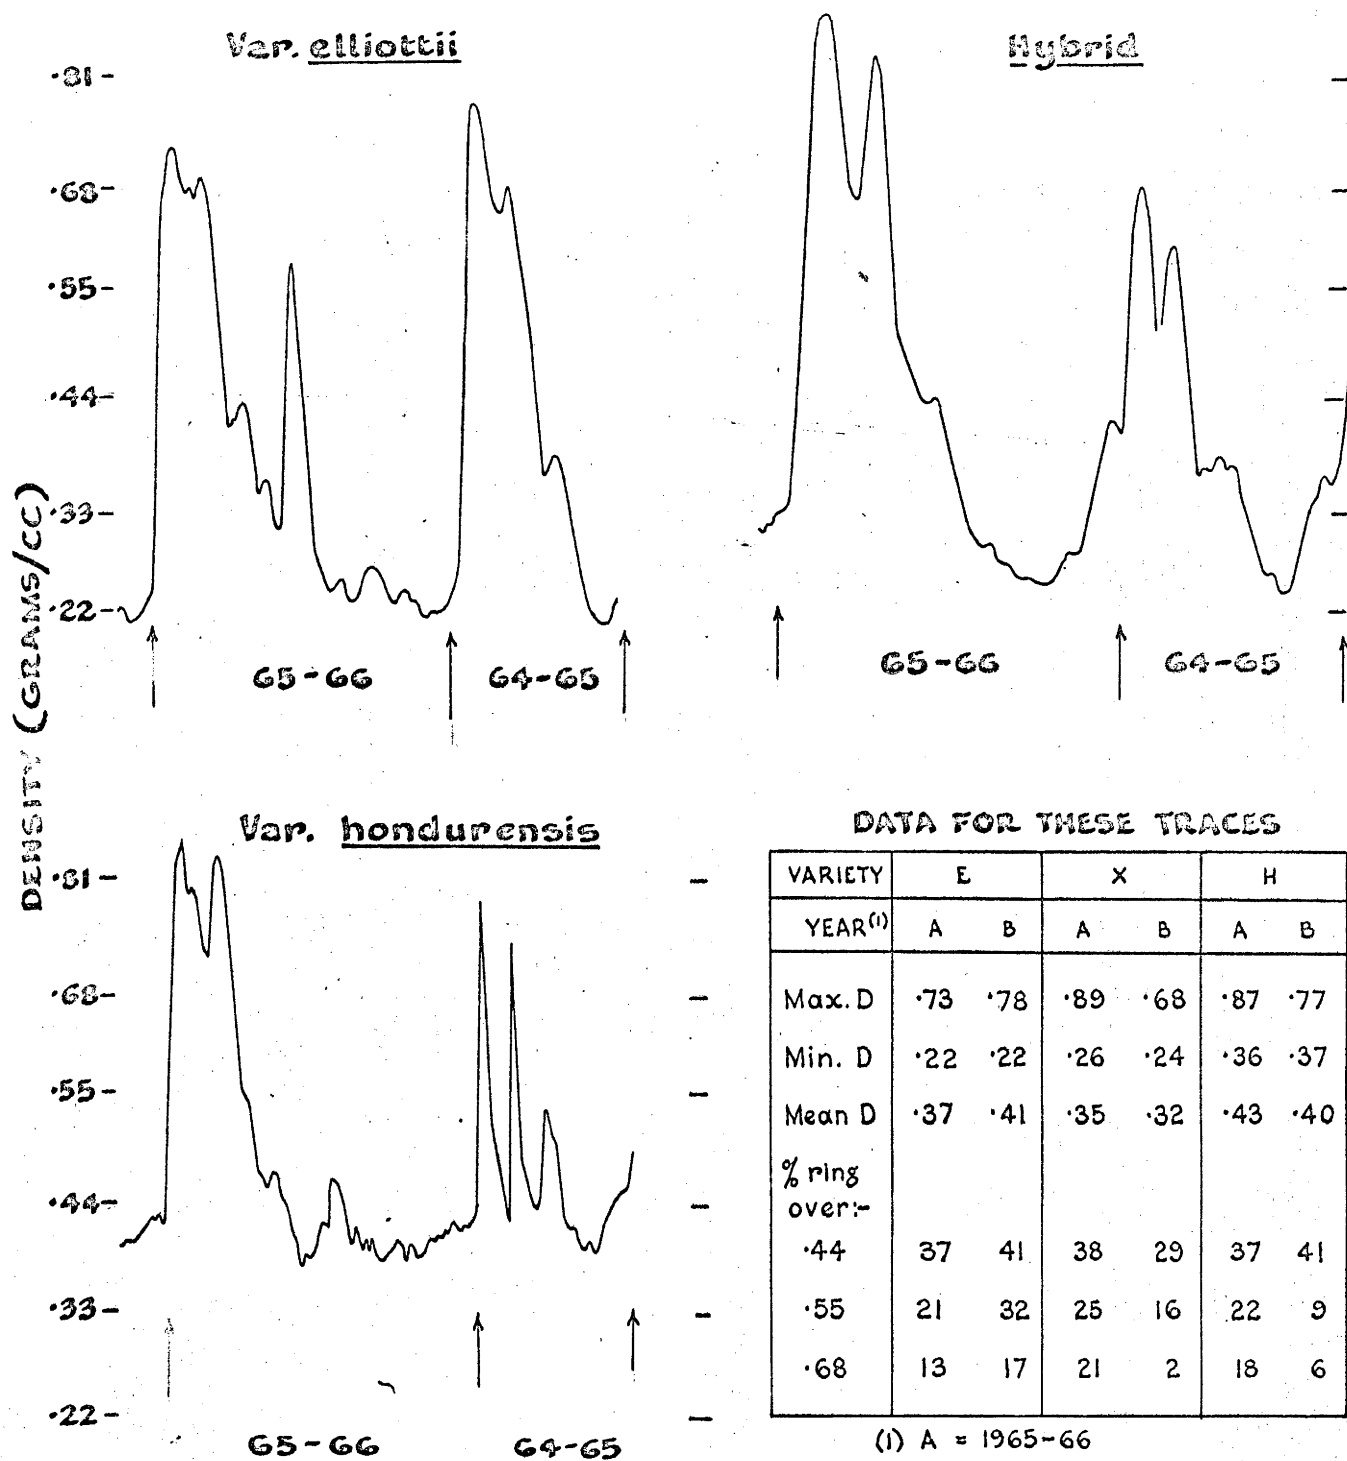 Var. elliottii
·81
·68
·55
·44
·33
·22
65-66
64-65
Hybrid
65-66
64-65
DENSITY (GRAMS/CC)
Var. hondurensis
·81
·68
·55
·44
·33
·22
65-66
64-65
DATA FOR THESE TRACES
VARIETY E X H
YEAR(1) A B A B A B
Max. D ·73 ·78 ·89 ·68 ·87 ·77
Min. D ·22 ·22 ·26 ·24 ·36 ·37
Mean D ·37 ·41 ·35 ·32 ·43 ·40
% ring
over:-
·44 37 41 38 29 37 41
·55 21 32 25 16 22 9
·68 13 17 21 2 18 6
(1) A = 1965-66